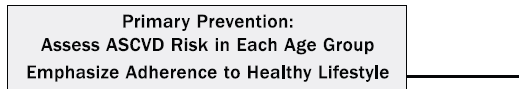 Primary Prevention:
Assess ASCVD Risk in Each Age Group
Emphasize Adherence to Healthy Lifestyle